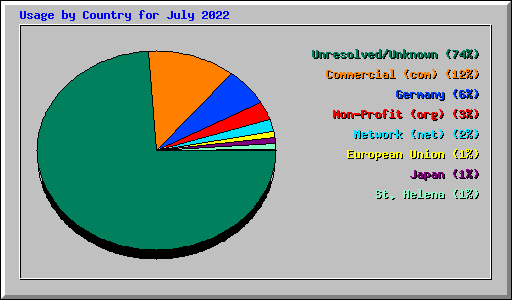 Usage by Country for July 2022
Unresolved/Unknown (74%)
Commercial (com) (12%)
Germany (6%)
Non-Profit (org) (3%)
Network (net) (2%)
European Union (1%)
Japan (1%)
St. Helena (1%)